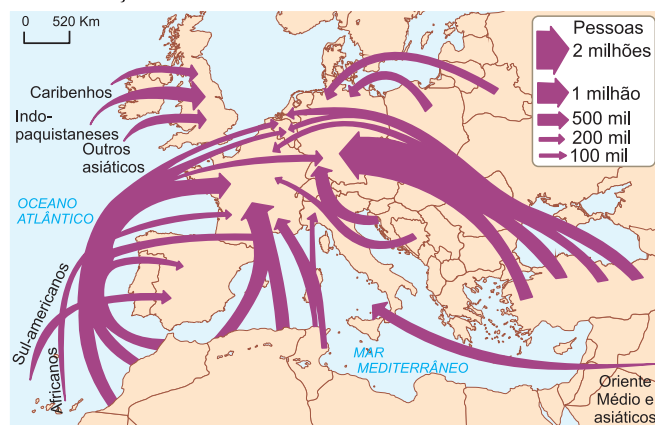 0 520 Km
Pessoas
2 milhões
1 milhão
500 mil
200 mil
100 mil
Caribenhos
Indo-
paquistaneses
Outros
asiáticos
OCEANO
ATLÂNTICO
Sul-americanos
Africanos
MAR
MEDITERRÂNEO
Oriente
Médio e
asiáticos